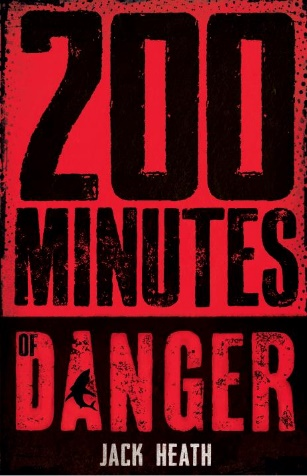 200
MINUTES
OF DANGER
JACK HEATH